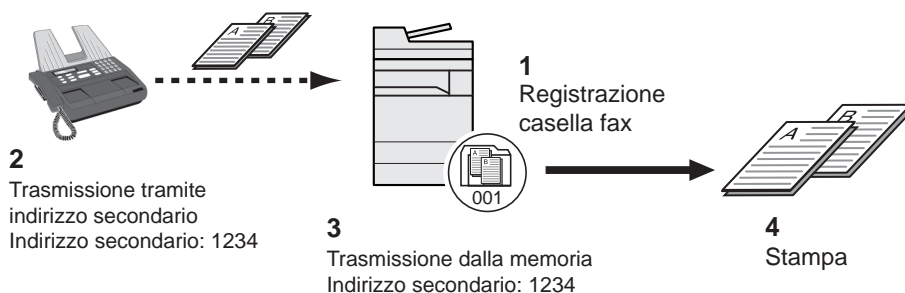 A
B
1
Registrazione
casella fax
A
B
001
A
B
2
Trasmissione tramite
indirizzo secondario
Indirizzo secondario: 1234
3
Trasmissione dalla memoria
Indirizzo secondario: 1234
4
Stampa